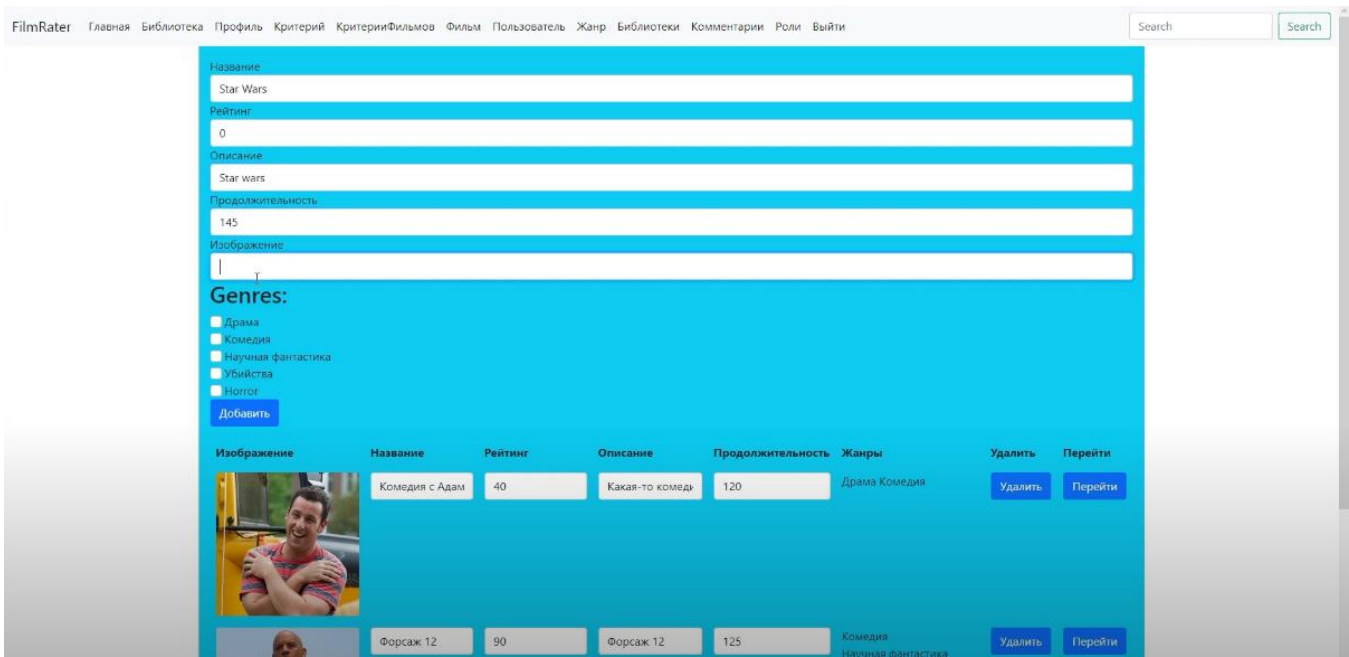 FilmRater Главная Библиотека Профиль Критерий КритерииФильмов Фильм Пользователь Жанр Библиотеки Комментарии Роли Выйти Search Search
Название
Star Wars
Рейтинг
0
Описание
Star wars
Продолжительность
145
Изображение
Genres:
Драма
Комедия
Научная фантастика
Убийства
Horror
Добавить
Изображение Название Рейтинг Описание Продолжительность Жанры Удалить Перейти
Комедия с Адам 40 Какая-то комеди 120 Драма Комедия Удалить Перейти
Форсаж 12 90 Форсаж 12 125 Комедия Удалить Перейти
Научная фантастика